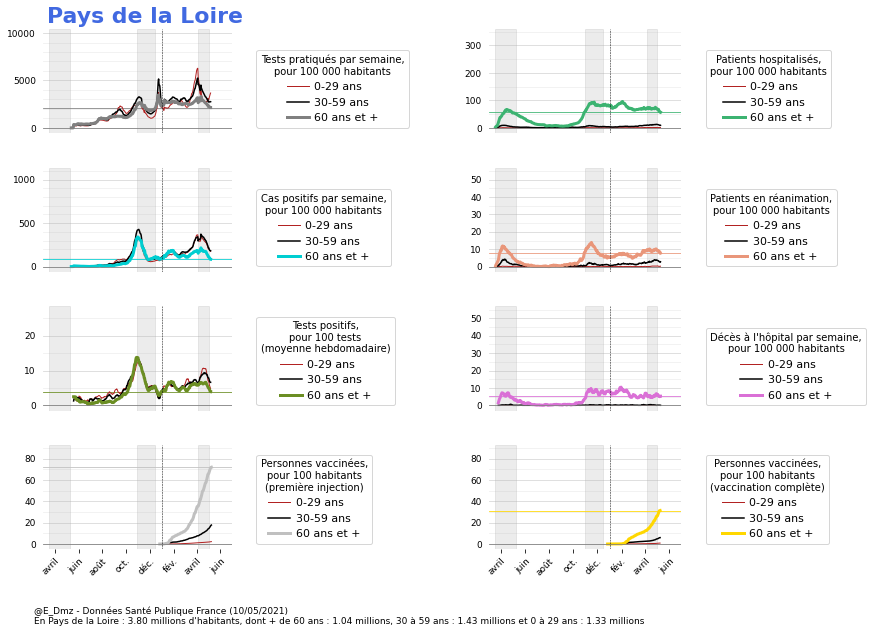 Pays de la Loire
10000
5000
0
Tests pratiqués par semaine,
pour 100 000 habitants
0-29 ans
30-59 ans
60 ans et +
300
200
100
0
Patients hospitalisés,
pour 100 000 habitants
0-29 ans
30-59 ans
60 ans et +
1000
500
0
Cas positifs par semaine,
pour 100 000 habitants
0-29 ans
30-59 ans
60 ans et +
50
40
30
20
10
0
Patients en réanimation,
pour 100 000 habitants
0-29 ans
30-59 ans
60 ans et +
20
10
0
Tests positifs,
pour 100 tests
(moyenne hebdomadaire)
0-29 ans
30-59 ans
60 ans et +
50
40
30
20
10
0
Décès à l'hôpital par semaine,
pour 100 000 habitants
0-29 ans
30-59 ans
60 ans et +
80
60
40
20
0
avril juin août oct. déc. fév. avril juin
Personnes vaccinées,
pour 100 habitants
(première injection)
0-29 ans
30-59 ans
60 ans et +
80
60
40
20
0
avril juin août oct. déc. fév. avril juin
Personnes vaccinées,
pour 100 habitants
(vaccination complète)
0-29 ans
30-59 ans
60 ans et +
@E_Dmz - Données Santé Publique France (10/05/2021)
En Pays de la Loire : 3.80 millions d'habitants, dont + de 60 ans : 1.04 millions, 30 à 59 ans : 1.43 millions et 0 à 29 ans : 1.33 millions